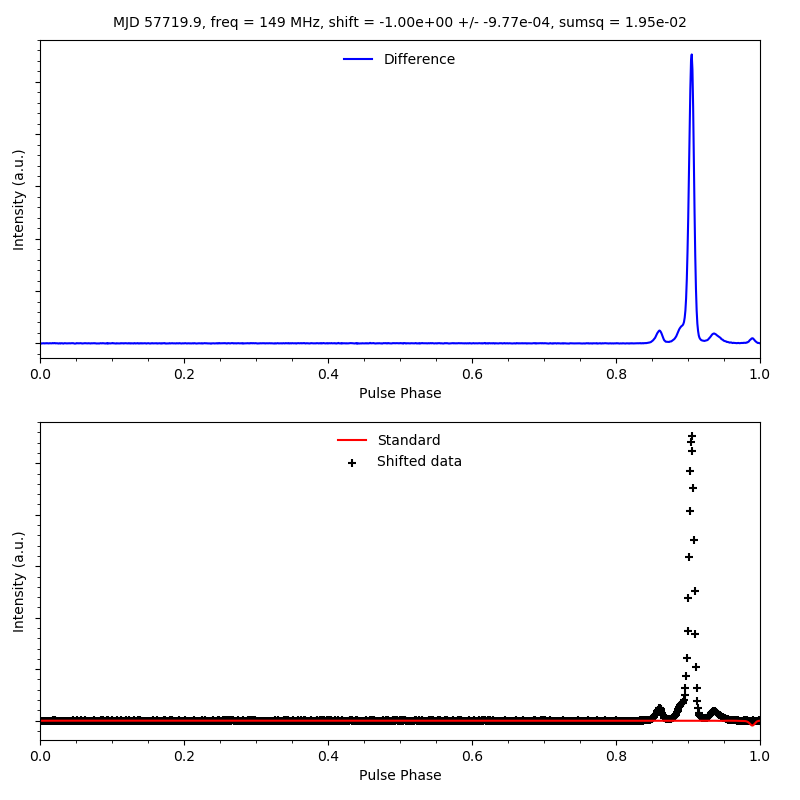 MJD 57719.9, freq = 149 MHz, shift = -1.00e+00 +/- -9.77e-04, sumsq = 1.95e-02
Difference
Intensity (a.u.)
0.0 0.2 0.4 0.6 0.8 1.0
Pulse Phase
Standard
Shifted data
Intensity (a.u.)
0.0 0.2 0.4 0.6 0.8 1.0
Pulse Phase